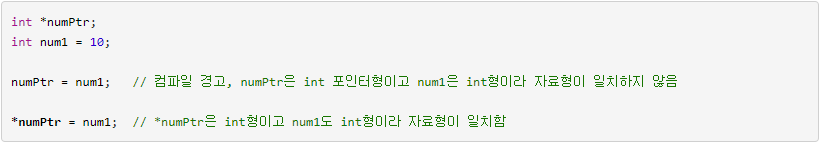 int *numPtr;
int num1 = 10;
numPtr = num1;   // 컴파일 경고, numPtr은 int 포인터형이고 num1은 int형이라 자료형이 일치하지 않음
*numPtr = num1;  // *numPtr은 int형이고 num1도 int형이라 자료형이 일치함